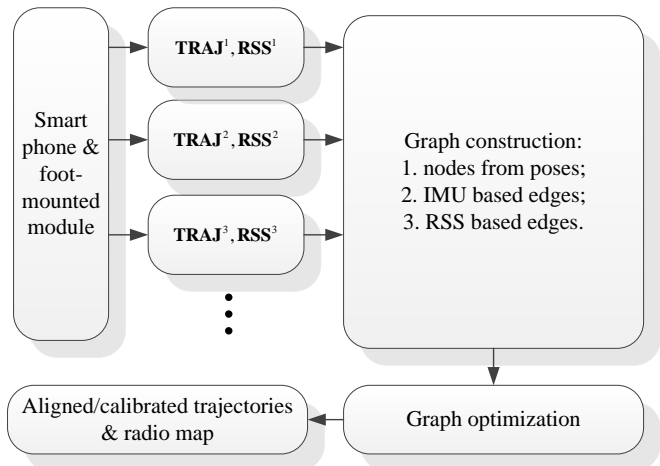 Smart
phone &
foot-
mounted
module
TRAJ¹, RSS¹
TRAJ², RSS²
TRAJ³, RSS³
Graph construction:
1. nodes from poses;
2. IMU based edges;
3. RSS based edges.
Aligned/calibrated trajectories
& radio map
Graph optimization